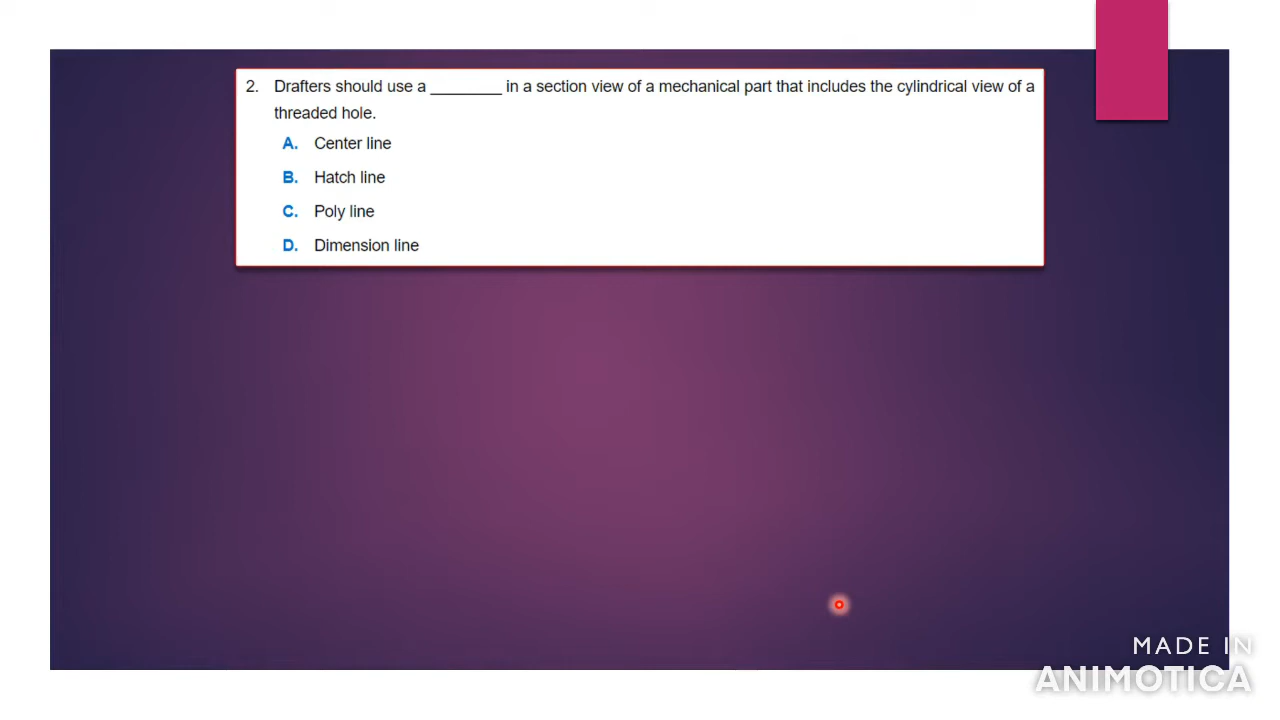 2. Drafters should use a ________ in a section view of a mechanical part that includes the cylindrical view of a
threaded hole.
A. Center line
B. Hatch line
C. Poly line
D. Dimension line
MADE IN
ANIMOTICA